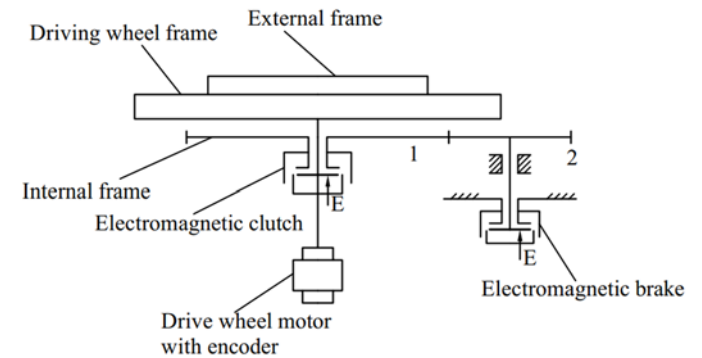 External frame
Driving wheel frame
1
2
Internal frame
E
Electromagnetic clutch
E
Electromagnetic brake
Drive wheel motor
with encoder